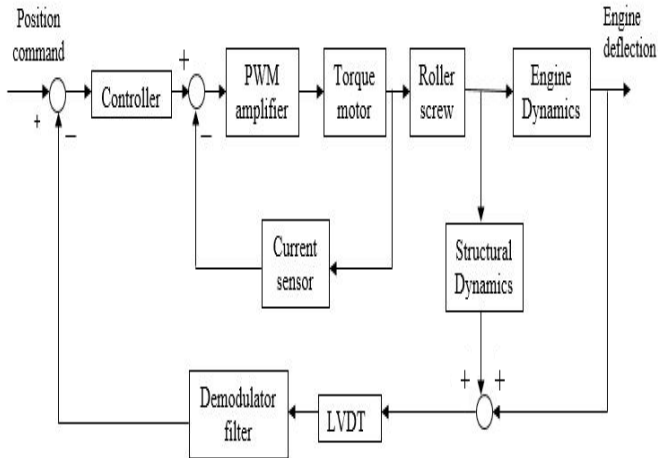 Position
command
Engine
deflection
+
−
Controller
+
−
PWM
amplifier
Torque
motor
Roller
screw
Engine
Dynamics
Current
sensor
Structural
Dynamics
+
+
Demodulator
filter
LVDT